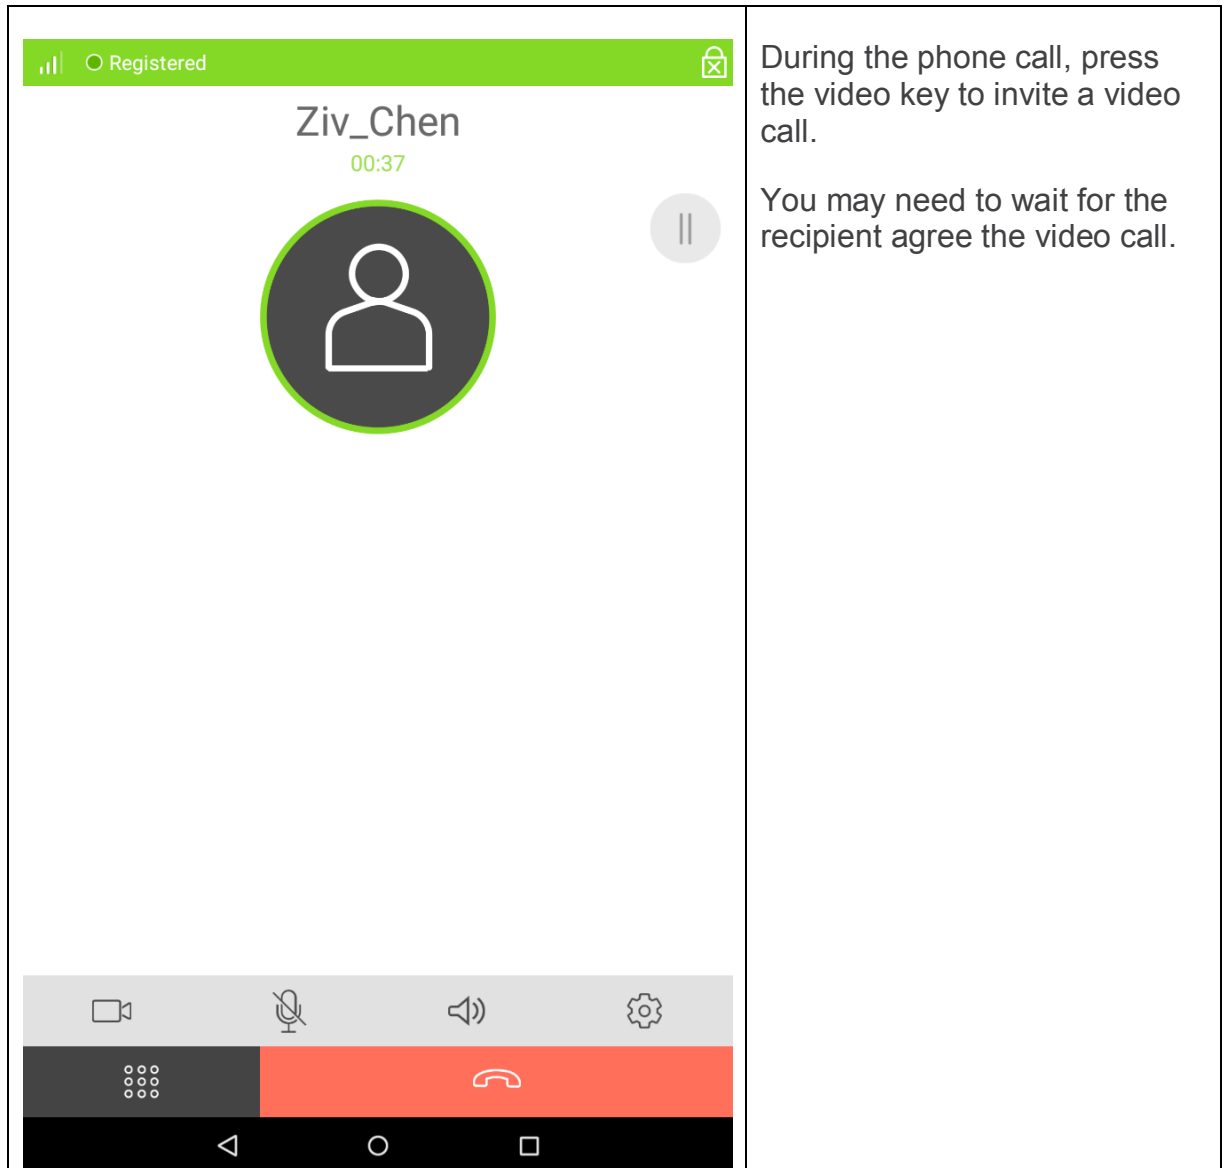 Registered
Ziv_Chen
00:37
During the phone call, press
the video key to invite a video
call.
You may need to wait for the
recipient agree the video call.